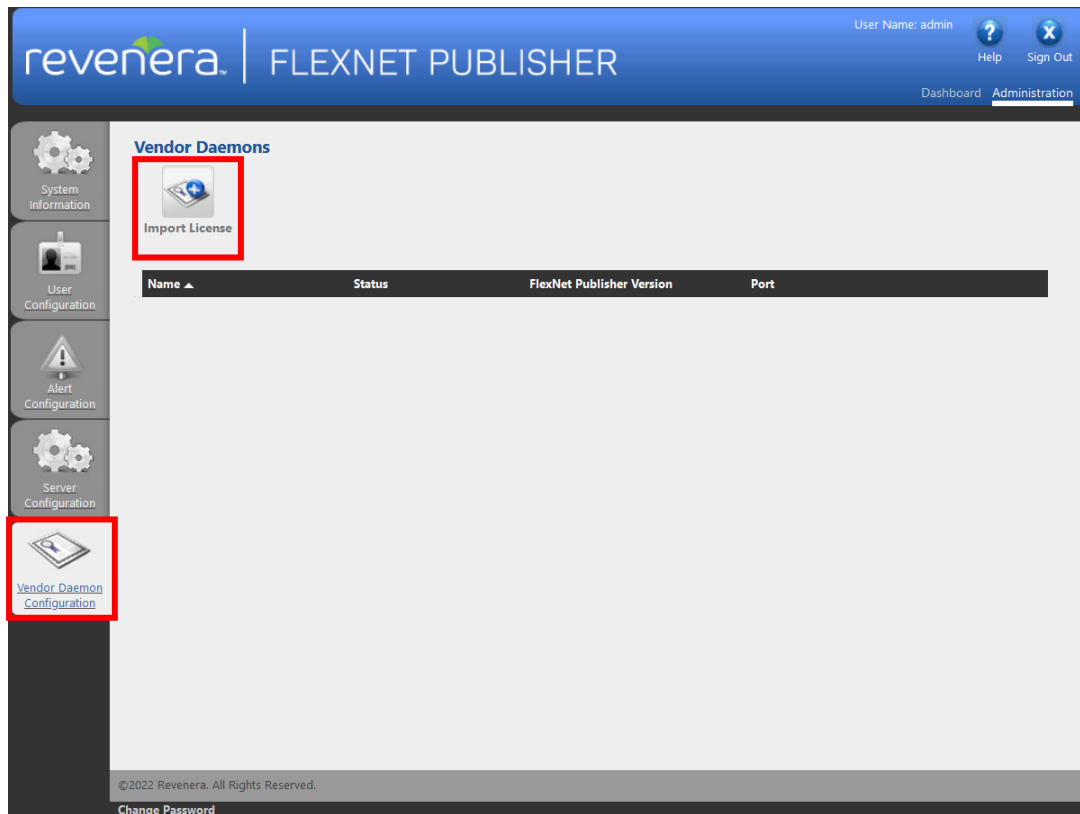 User Name: admin
?
X
Help
Sign Out
revenera™
FLEXNET PUBLISHER
Dashboard
Administration
System
Information
User
Configuration
Alert
Configuration
Server
Configuration
Vendor Daemon
Configuration
Vendor Daemons
Import License
Name
Status
FlexNet Publisher Version
Port
©2022 Revenera. All Rights Reserved.
Change Password